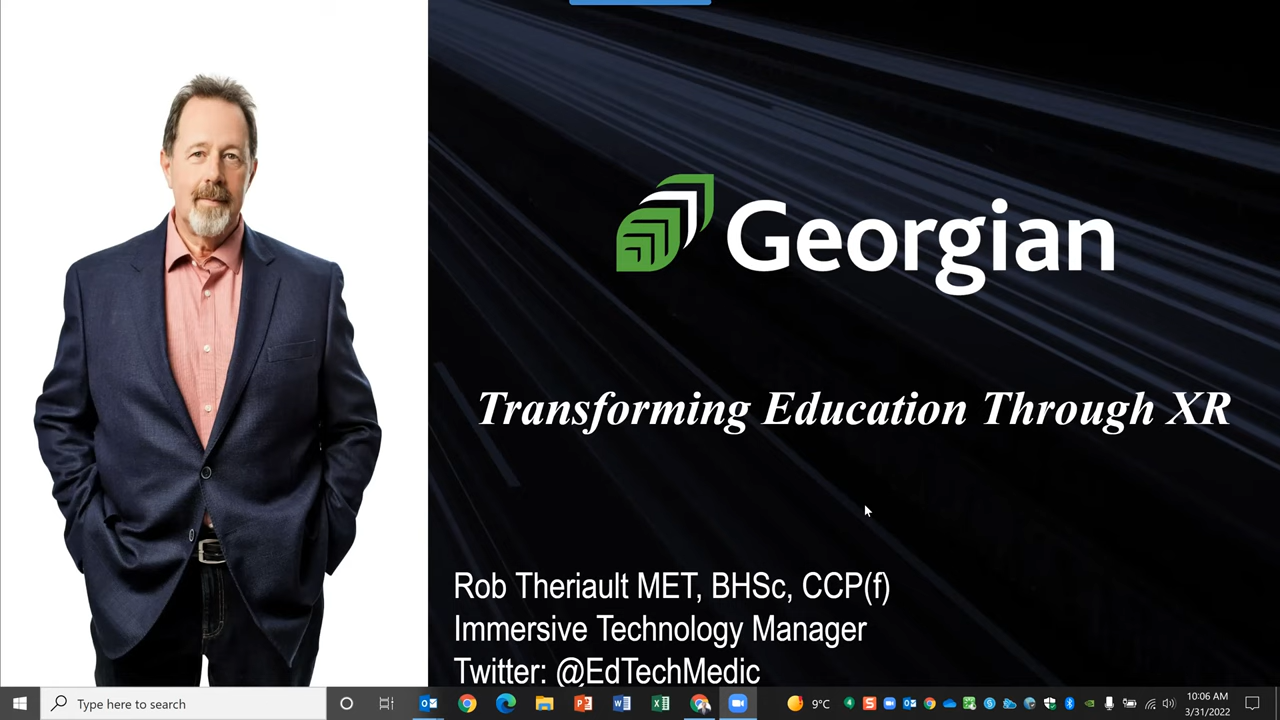 Georgian
Transforming Education Through XR
Rob Theriault MET, BHSc, CCP(f)
Immersive Technology Manager
Twitter: @EdTechMedic
Type here to search
9°C
10:06 AM
3/31/2022